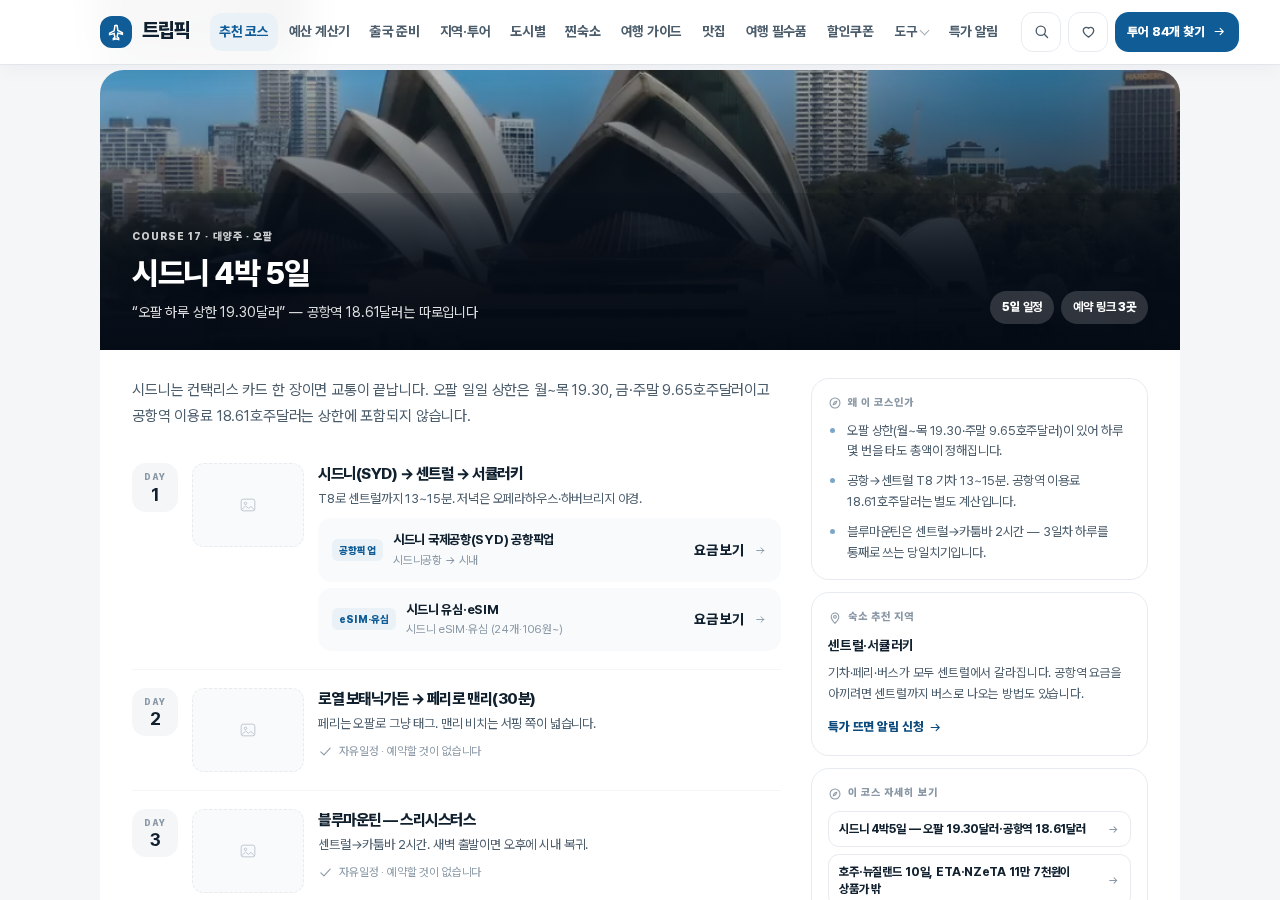 트립픽
추천 코스
예산 계산기
출국 준비
지역·투어
도시별
찐숙소
여행 가이드
맛집
여행 필수품
할인쿠폰
도구
특가 알림
투어 84개 찾기 →
HARDENS
COURSE 17 · 대양주 · 오팔
시드니 4박 5일
“오팔 하루 상한 19.30달러” — 공항역 18.61달러는 따로입니다
5일 일정
예약 링크 3곳
시드니는 컨택리스 카드 한 장이면 교통이 끝납니다. 오팔 일일 상한은 월~목 19.30, 금·주말 9.65호주달러이고
공항역 이용료 18.61호주달러는 상한에 포함되지 않습니다.
DAY
1
시드니(SYD) → 센트럴 → 서큘러키
T8로 센트럴까지 13~15분. 저녁은 오페라하우스·하버브리지 야경.
공항픽업
시드니 국제공항(SYD) 공항픽업
시드니공항 → 시내
요금 보기 →
eSIM·유심
시드니 유심·eSIM
시드니 eSIM·유심 (24개·106원~)
요금 보기 →
DAY
2
로열 보태닉가든 → 페리로 맨리(30분)
페리는 오팔로 그냥 태그. 맨리 비치는 서핑 쪽이 넓습니다.
자유일정 · 예약할 것이 없습니다
DAY
3
블루마운틴 — 스리시스터스
센트럴→카툼바 2시간. 새벽 출발이면 오후에 시내 복귀.
자유일정 · 예약할 것이 없습니다
왜 이 코스인가
오팔 상한(월~목 19.30·주말 9.65호주달러)이 있어 하루
몇 번을 타도 총액이 정해집니다.
공항→센트럴 T8 기차 13~15분. 공항역 이용료
18.61호주달러는 별도 계산입니다.
블루마운틴은 센트럴→카툼바 2시간 — 3일차 하루를
통째로 쓰는 당일치기입니다.
숙소 추천 지역
센트럴·서큘러키
기차·페리·버스가 모두 센트럴에서 갈라집니다. 공항역 요금을
아끼려면 센트럴까지 버스로 나오는 방법도 있습니다.
특가 뜨면 알림 신청 →
이 코스 자세히 보기
시드니 4박5일 — 오팔 19.30달러·공항역 18.61달러 →
호주·뉴질랜드 10일, ETA·NZeTA 11만 7천원이 →
상품가 밖